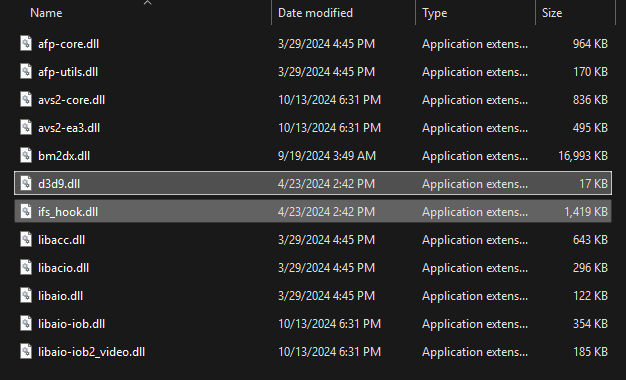 Name Date modified Type Size
afp-core.dll 3/29/2024 4:45 PM Application extens... 964 KB
afp-utils.dll 3/29/2024 4:45 PM Application extens... 170 KB
avs2-core.dll 10/13/2024 6:31 PM Application extens... 836 KB
avs2-ea3.dll 10/13/2024 6:31 PM Application extens... 495 KB
bm2dx.dll 9/19/2024 3:49 AM Application extens... 16,993 KB
d3d9.dll 4/23/2024 2:42 PM Application extens... 17 KB
ifs_hook.dll 4/23/2024 2:42 PM Application extens... 1,419 KB
libacc.dll 3/29/2024 4:45 PM Application extens... 643 KB
libacio.dll 3/29/2024 4:45 PM Application extens... 296 KB
libaio.dll 3/29/2024 4:45 PM Application extens... 122 KB
libaio-iob.dll 10/13/2024 6:31 PM Application extens... 354 KB
libaio-iob2_video.dll 10/13/2024 6:31 PM Application extens... 185 KB